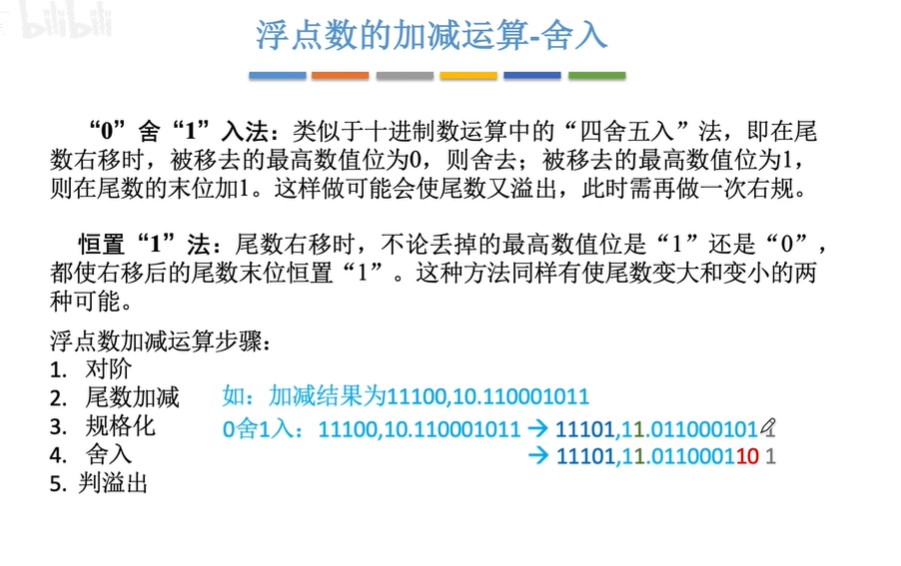 bilibili
浮点数的加减运算-舍入
“0”舍“1”入法：类似于十进制数运算中的“四舍五入”法，即在尾
数右移时，被移去的最高数值位为0，则舍去；被移去的最高数值位为1，
则在尾数的末位加1。这样做可能会使尾数又溢出，此时需再做一次右规。
恒置“1”法：尾数右移时，不论丢掉的最高数值位是“1”还是“0”，
都使右移后的尾数末位恒置“1”。这种方法同样有使尾数变大和变小的两
种可能。
浮点数加减运算步骤：
1. 对阶
2. 尾数加减 如：加减结果为11100,10.110001011
3. 规格化 0舍1入：11100,10.110001011 → 11101,11.0110001011
4. 舍入 → 11101,11.011000110 1
5. 判溢出